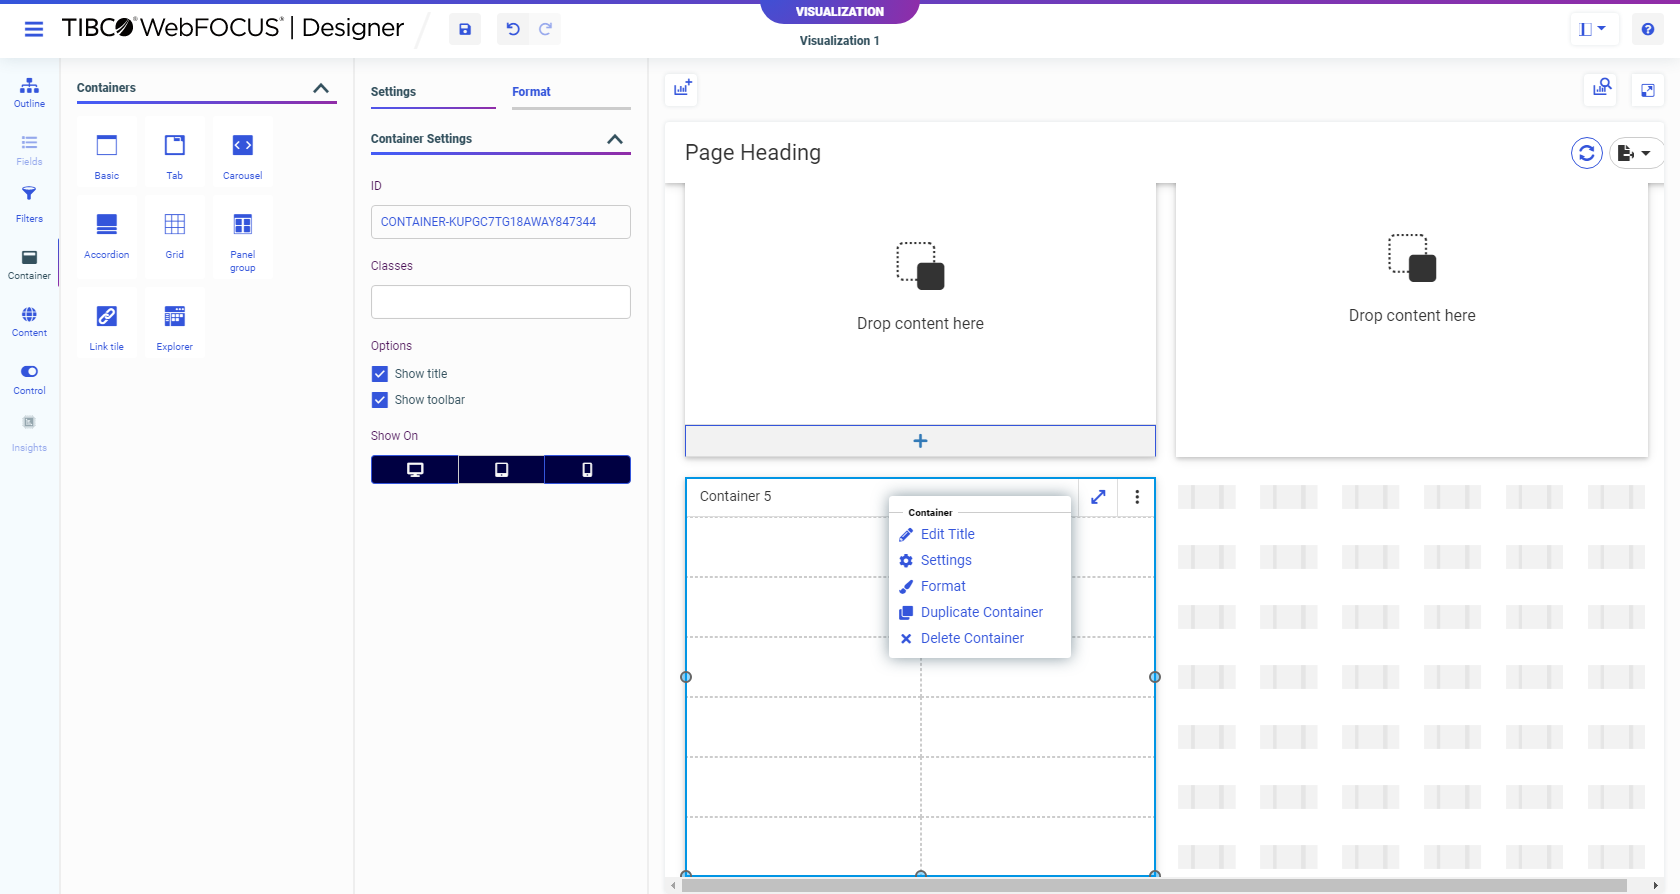 VISUALIZATION
TIBCO® WebFOCUS® | Designer
Visualization 1
Outline
Fields
Filters
Container
Content
Control
Insights
Containers
Basic
Tab
Carousel
Accordion
Grid
Panel
group
Link tile
Explorer
Settings
Format
Container Settings
ID
CONTAINER-KUPGC7TG18AWAY847344
Classes
Options
Show title
Show toolbar
Show On
Page Heading
Drop content here
Drop content here
Container 5
Container
Edit Title
Settings
Format
Duplicate Container
Delete Container